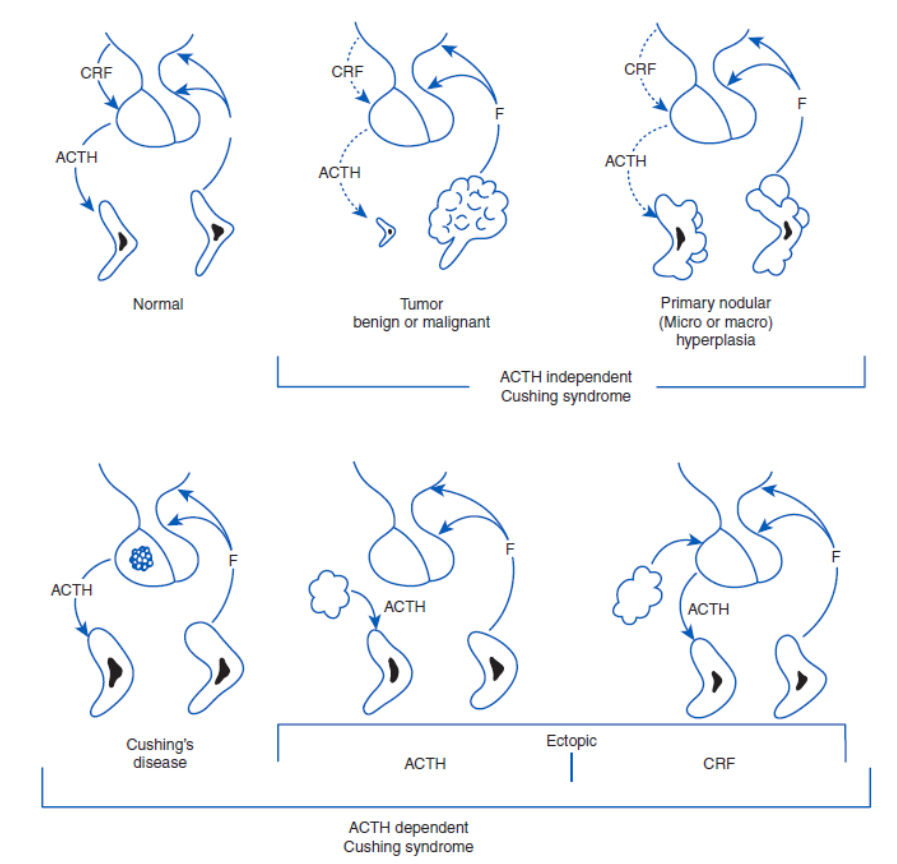 CRF
ACTH
Normal
CRF
F
ACTH
Tumor
benign or malignant
CRF
F
ACTH
Primary nodular
(Micro or macro)
hyperplasia
ACTH independent
Cushing syndrome
F
ACTH
Cushing's
disease
F
ACTH
F
ACTH
Ectopic
ACTH
CRF
ACTH dependent
Cushing syndrome